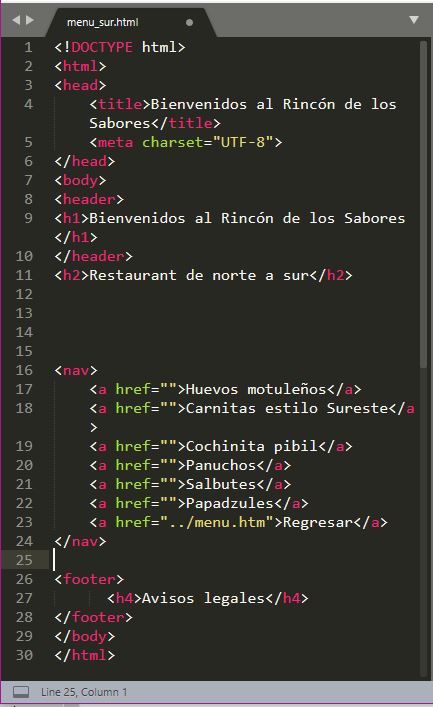 menu_sur.html
1 <!DOCTYPE html>
2 <html>
3 <head>
4 <title>Bienvenidos al Rincón de los
Sabores</title>
5 <meta charset="UTF-8">
6 </head>
7 <body>
8 <header>
9 <h1>Bienvenidos al Rincón de los Sabores
</h1>
10 </header>
11 <h2>Restaurant de norte a sur</h2>
12
13
14
15
16 <nav>
17 <a href="">Huevos motuleños</a>
18 <a href="">Carnitas estilo Sureste</a
>
19 <a href="">Cochinita pibil</a>
20 <a href="">Panuchos</a>
21 <a href="">Salbutes</a>
22 <a href="">Papadzules</a>
23 <a href="../menu.htm">Regresar</a>
24 </nav>
25
26 <footer>
27 <h4>Avisos legales</h4>
28 </footer>
29 </body>
30 </html>
Line 25, Column 1